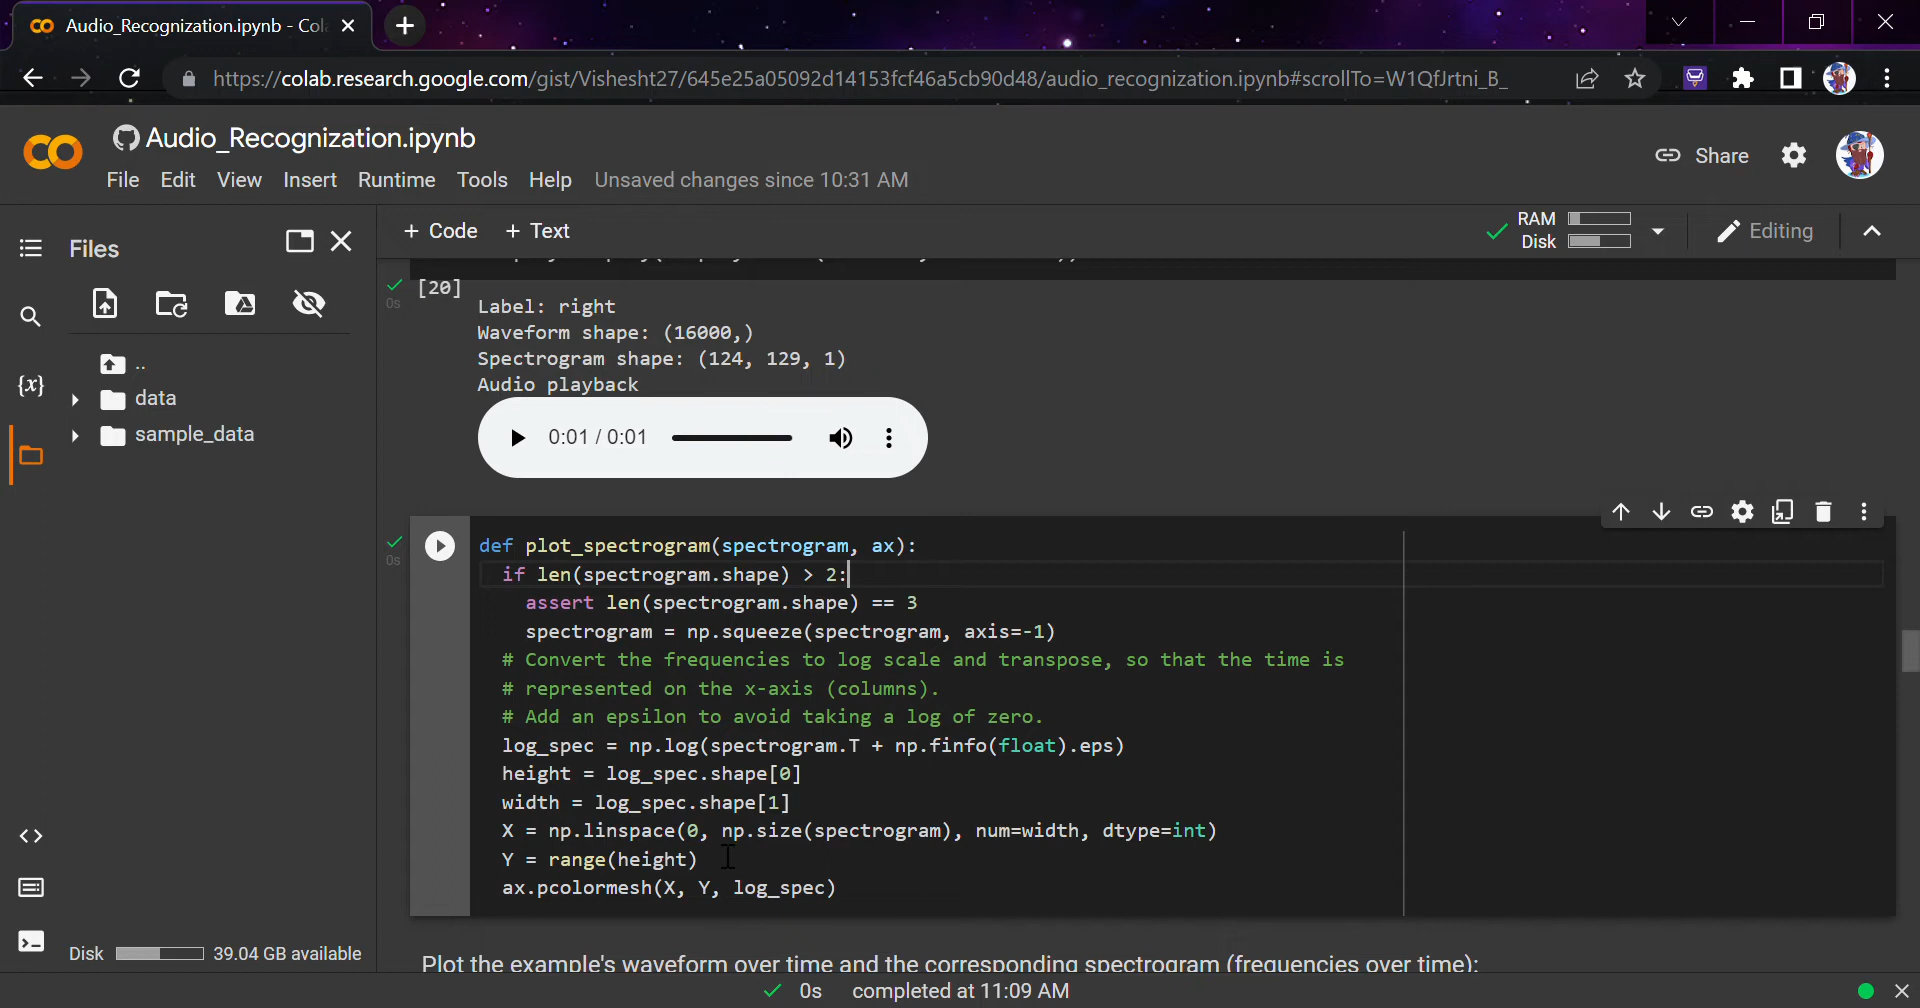 Audio_Recognization.ipynb - Col
https://colab.research.google.com/gist/Vishesht27/645e25a05092d14153fcf46a5cb90d48/audio_recognization.ipynb#scrollTo=W1QfJrtni_B_
Audio_Recognization.ipynb
File Edit View Insert Runtime Tools Help Unsaved changes since 10:31 AM
Share
Files
+ Code + Text
RAM
Disk
Editing
..
data
sample_data
{x}
Disk 39.04 GB available
0s
[20]
Label: right
Waveform shape: (16000,)
Spectrogram shape: (124, 129, 1)
Audio playback
0:01 / 0:01
0s
def plot_spectrogram(spectrogram, ax):
if len(spectrogram.shape) > 2:
assert len(spectrogram.shape) == 3
spectrogram = np.squeeze(spectrogram, axis=-1)
# Convert the frequencies to log scale and transpose, so that the time is
# represented on the x-axis (columns).
# Add an epsilon to avoid taking a log of zero.
log_spec = np.log(spectrogram.T + np.finfo(float).eps)
height = log_spec.shape[0]
width = log_spec.shape[1]
X = np.linspace(0, np.size(spectrogram), num=width, dtype=int)
Y = range(height)
ax.pcolormesh(X, Y, log_spec)
Plot the example's waveform over time and the corresponding spectrogram (frequencies over time):
0s completed at 11:09 AM